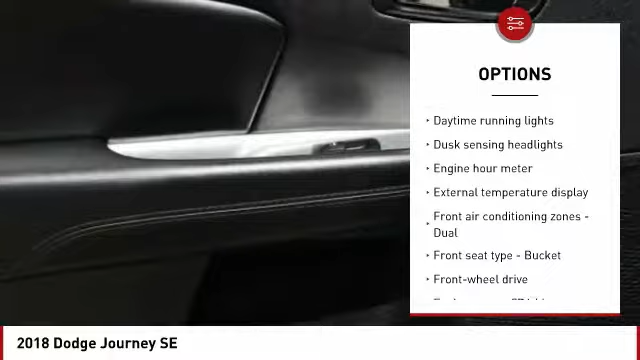 OPTIONS
Daytime running lights
Dusk sensing headlights
Engine hour meter
External temperature display
Front air conditioning zones -
Dual
Front seat type - Bucket
Front-wheel drive
2018 Dodge Journey SE